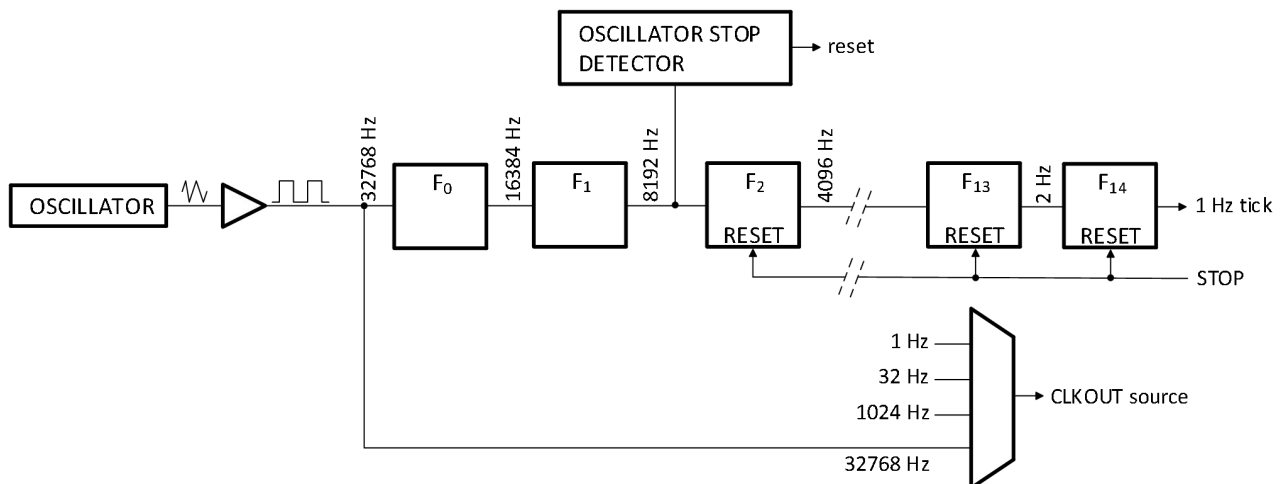 OSCILLATOR STOP
DETECTOR
reset
OSCILLATOR
32768 Hz
F0
16384 Hz
F1
8192 Hz
F2
RESET
4096 Hz
F13
RESET
2 Hz
F14
RESET
1 Hz tick
STOP
1 Hz
32 Hz
1024 Hz
32768 Hz
CLKOUT source